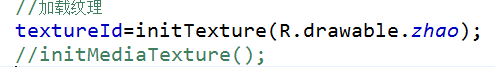 //加载纹理
textureId=initTexture(R.drawable.zhao);
//initMediaTexture();